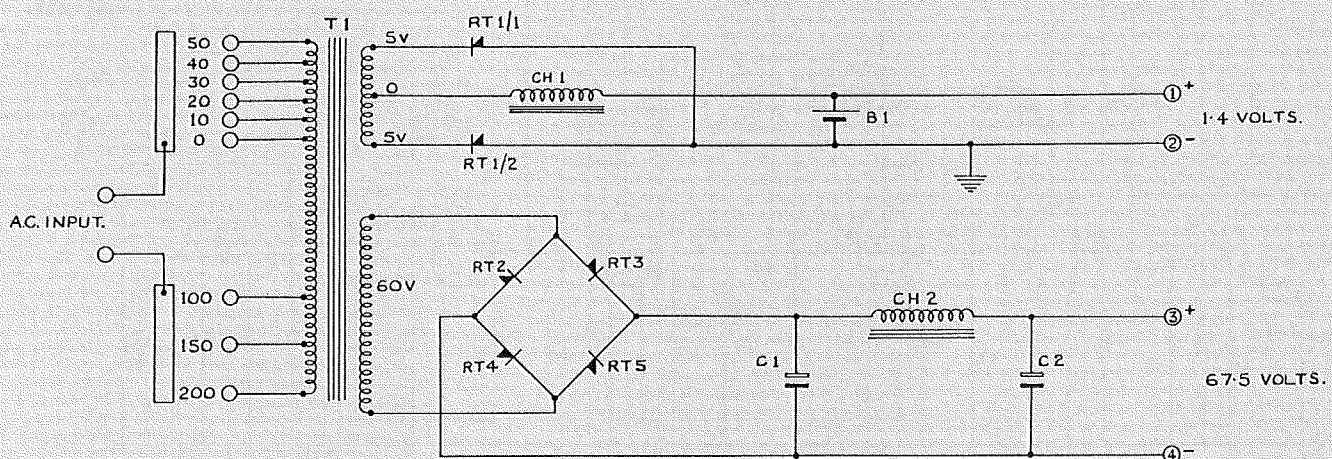 T1
RT1/1
50
5V
40
30
CH1
0
20
10
1 +
B1
1·4 VOLTS.
0
5V
2 -
RT1/2
A.C. INPUT.
RT2
RT3
60V
100
CH2
3 +
150
RT4
RT5
C1
C2
67·5 VOLTS.
200
4 -